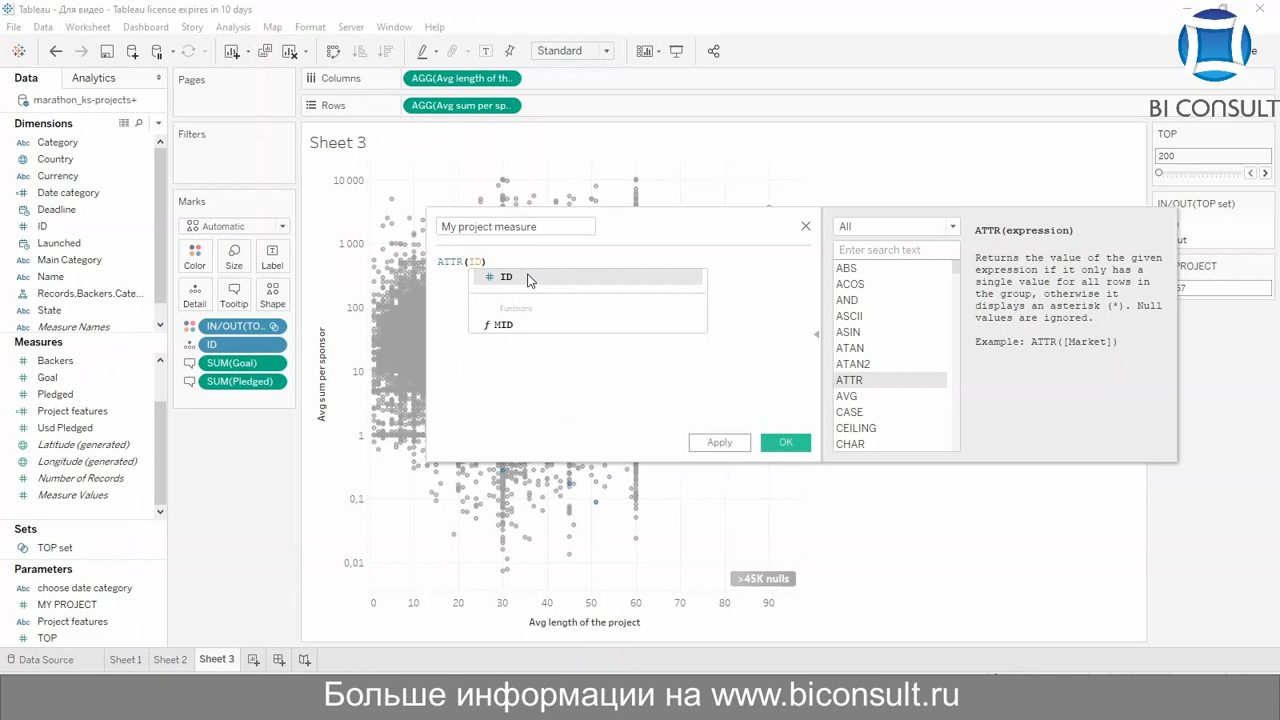 Tableau - Для видео - Tableau license expires in 10 days
File Data Worksheet Dashboard Story Analysis Map Format Server Window Help
Standard
BI CONSULT
Data Analytics
marathon_ks-projects+
Dimensions
Abc Category
Country
Abc Currency
Date category
Deadline
ID
Launched
Abc Main Category
Abc Name
Records,Backers,Cate...
Abc State
Abc Measure Names
Measures
Backers
Goal
Pledged
Project features
Usd Pledged
Latitude (generated)
Longitude (generated)
Number of Records
Measure Values
Sets
TOP set
Parameters
Abc choose date category
MY PROJECT
Project features
TOP
Pages
Filters
Marks
Automatic
Color Size Label
Detail Tooltip Shape
IN/OUT(TO...
ID
SUM(Goal)
SUM(Pledged)
Columns AGG(Avg length of th..
Rows AGG(Avg sum per sp..
Sheet 3
10 000
1 000
100
10
1
0,1
0,01
Avg sum per sponsor
0 10 20 30 40 50 60 70 80 90
Avg length of the project
>45K nulls
My project measure
ATTR(ID)
ID
Functions
MID
Apply OK
All
Enter search text
ABS
ACOS
AND
ASCII
ASIN
ATAN
ATAN2
ATTR
AVG
CASE
CEILING
CHAR
ATTR(expression)
Returns the value of the given
expression if it only has a
single value for all rows in
the group, otherwise it
displays an asterisk (*). Null
values are ignored.
Example: ATTR([Market])
TOP
200
IN/OUT(TOP set)
Data Source Sheet 1 Sheet 2 Sheet 3
Больше информации на www.biconsult.ru